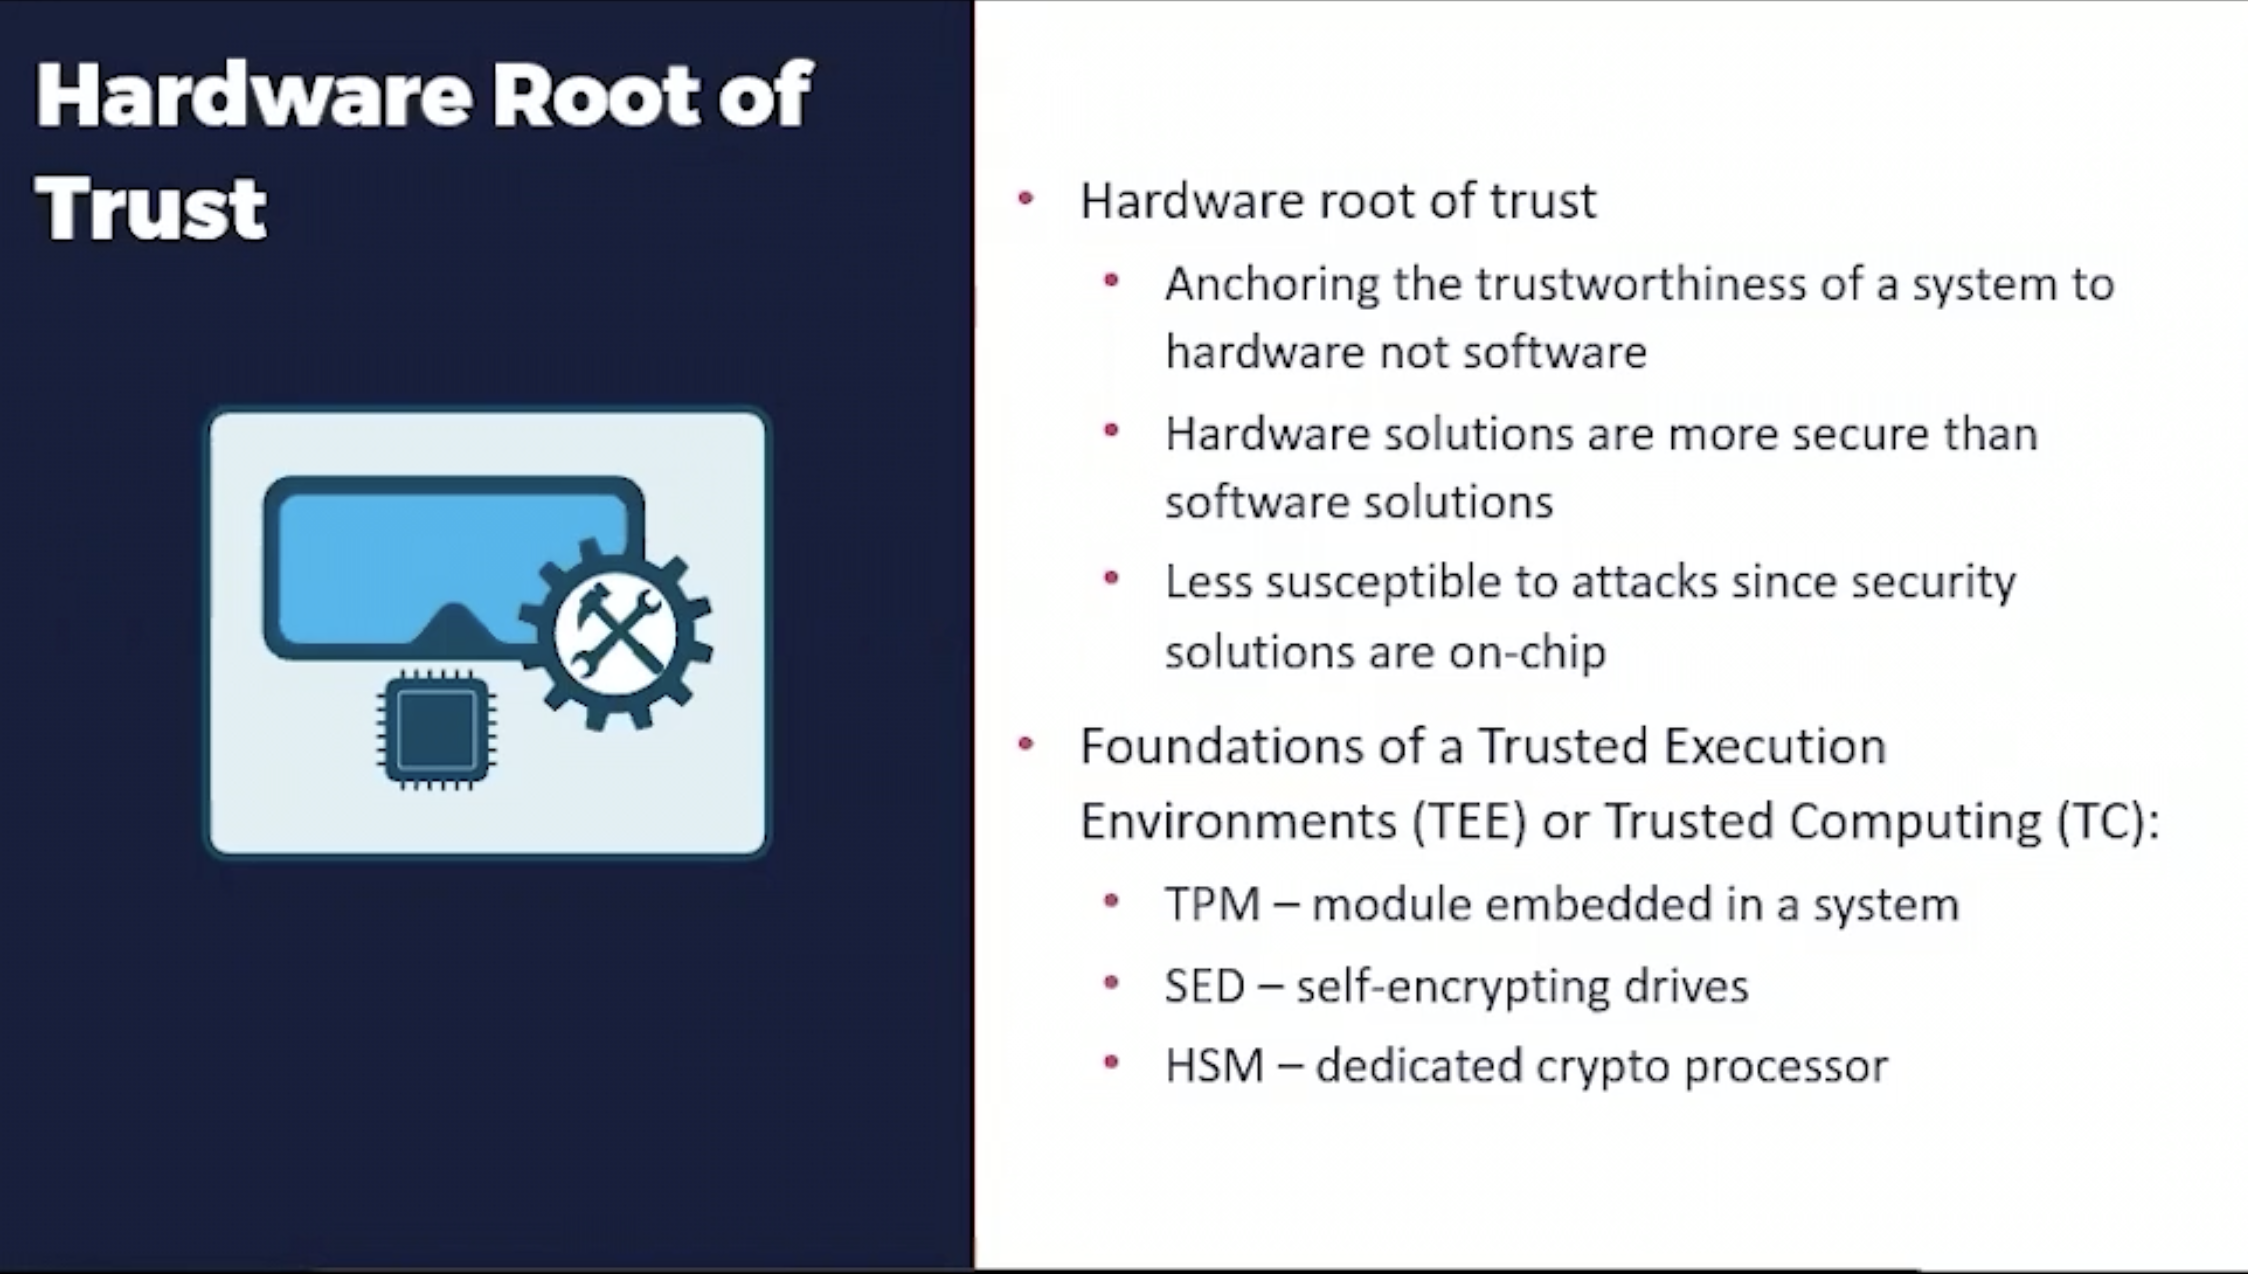 Hardware Root of
Trust
• Hardware root of trust
• Anchoring the trustworthiness of a system to
hardware not software
• Hardware solutions are more secure than
software solutions
• Less susceptible to attacks since security
solutions are on-chip
• Foundations of a Trusted Execution
Environments (TEE) or Trusted Computing (TC):
• TPM – module embedded in a system
• SED – self-encrypting drives
• HSM – dedicated crypto processor